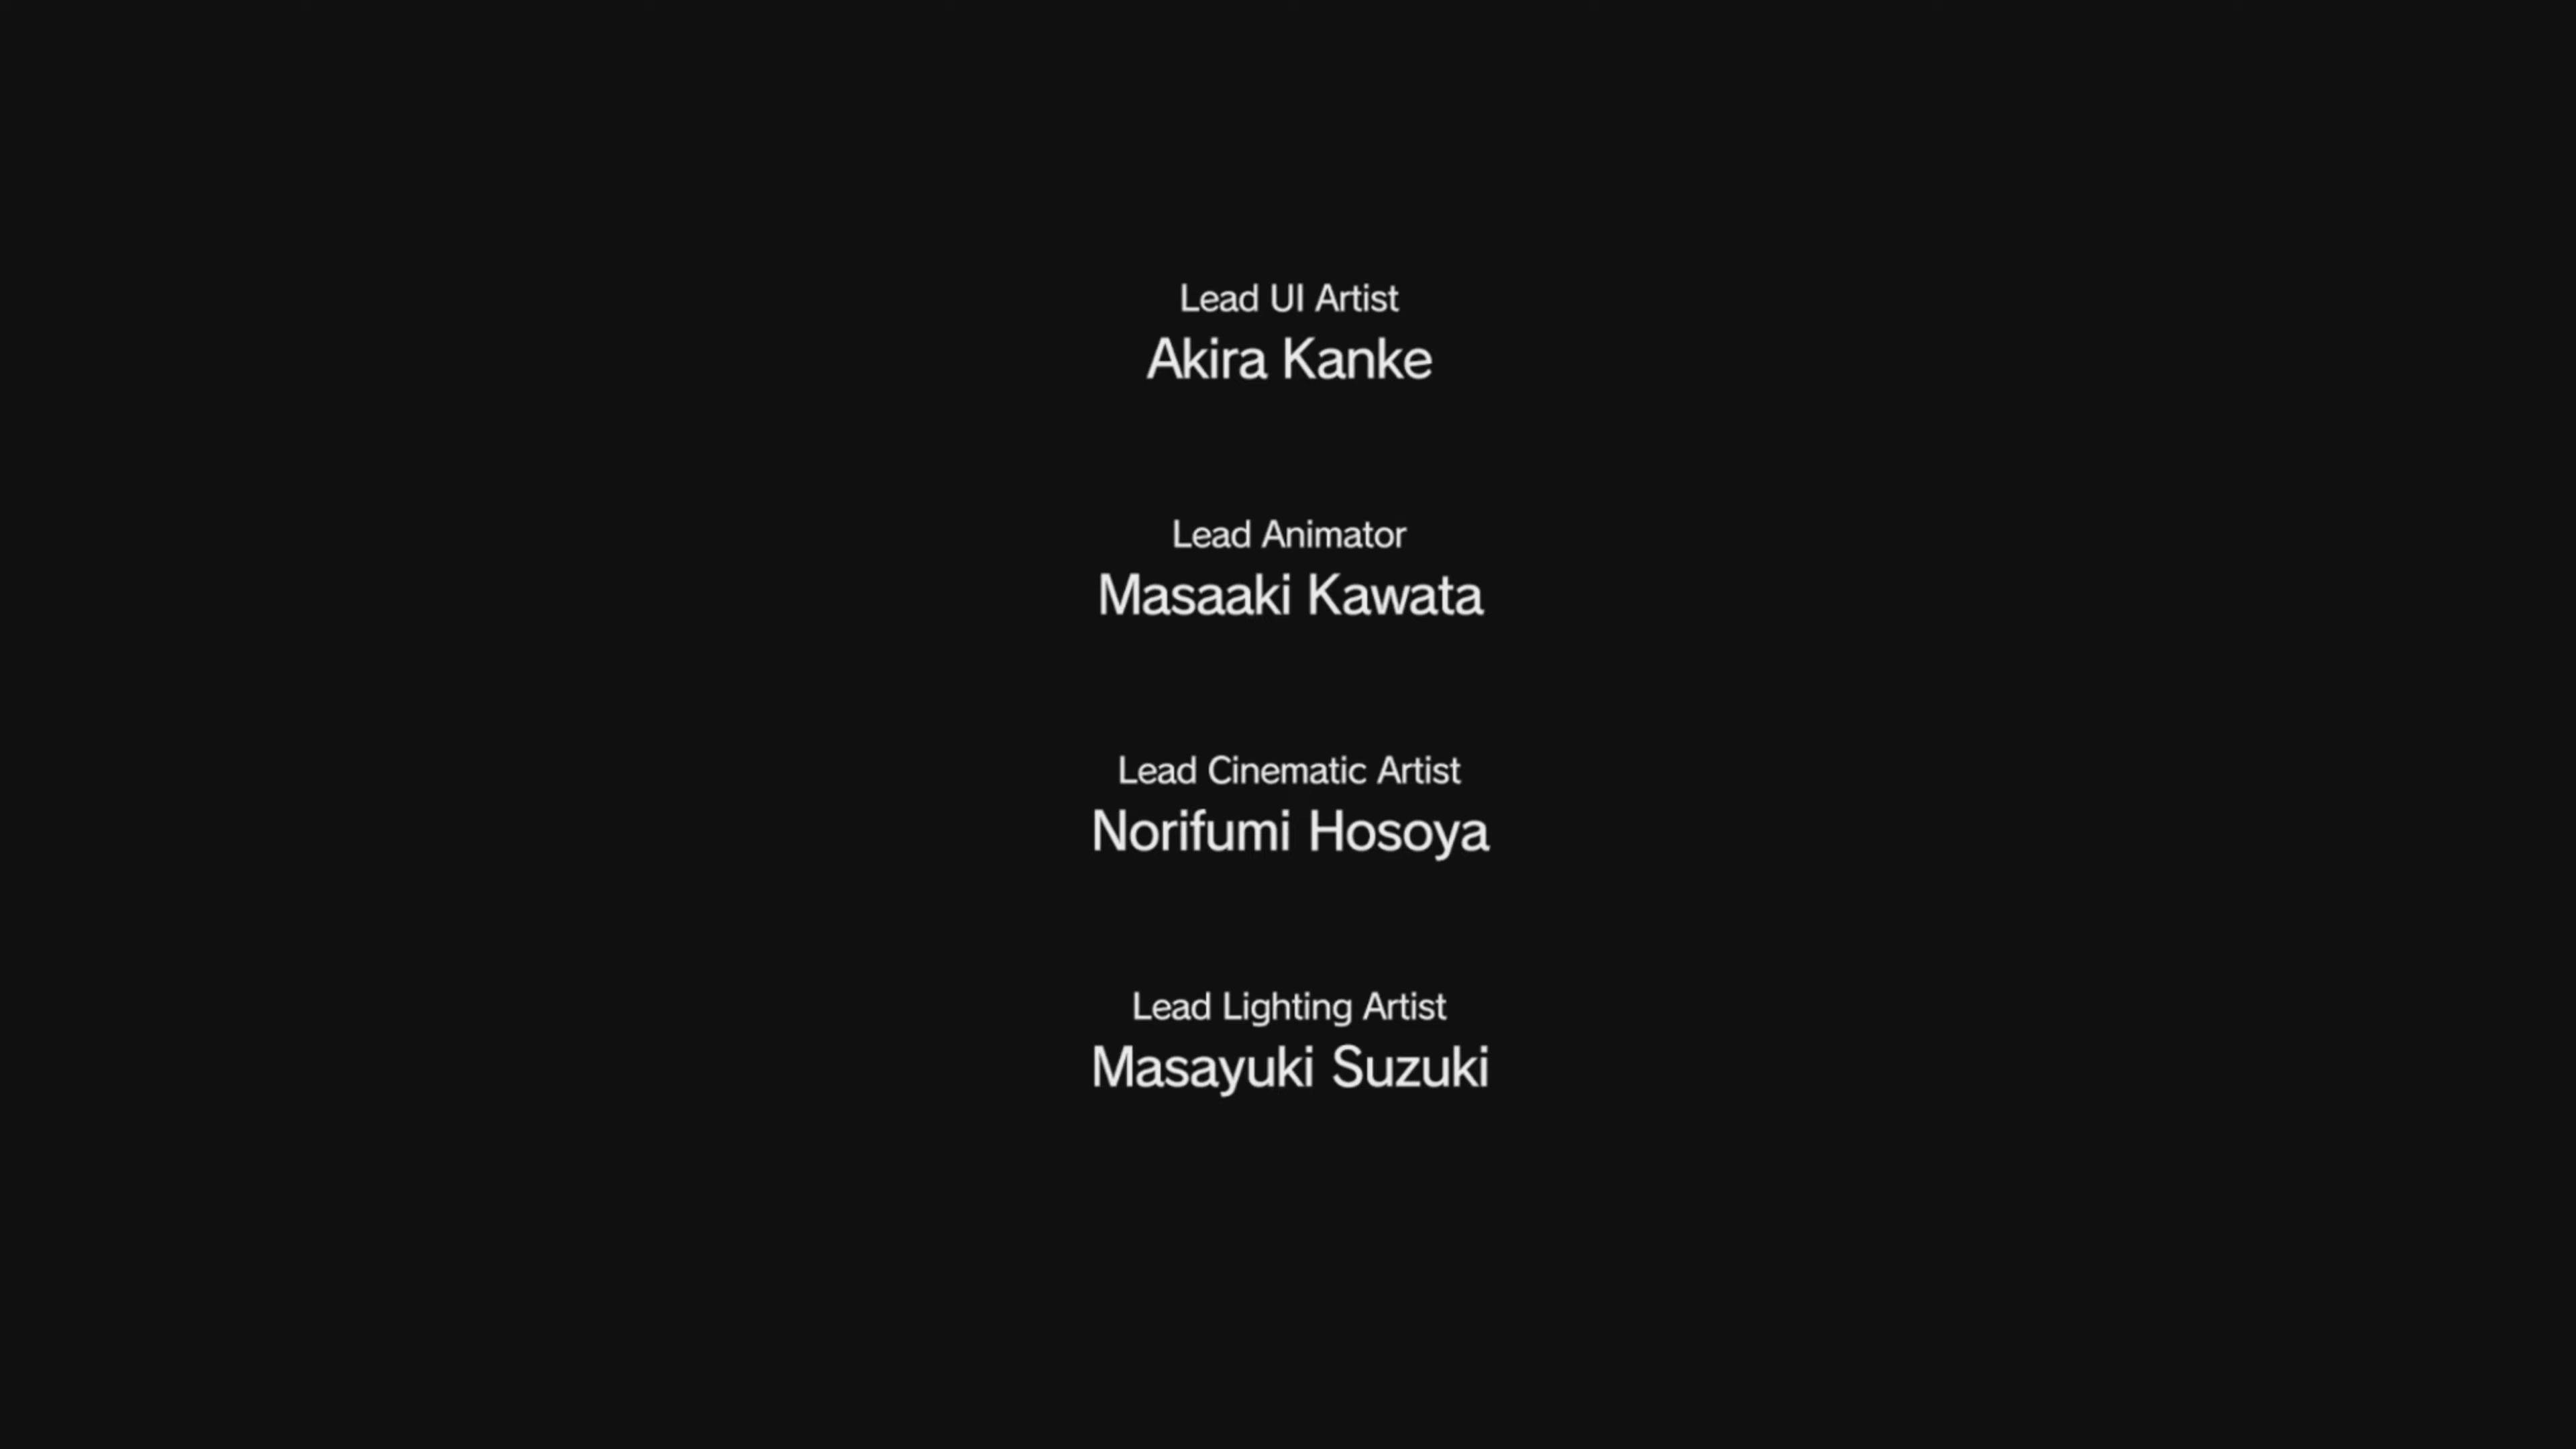 Lead UI Artist
Akira Kanke
Lead Animator
Masaaki Kawata
Lead Cinematic Artist
Norifumi Hosoya
Lead Lighting Artist
Masayuki Suzuki